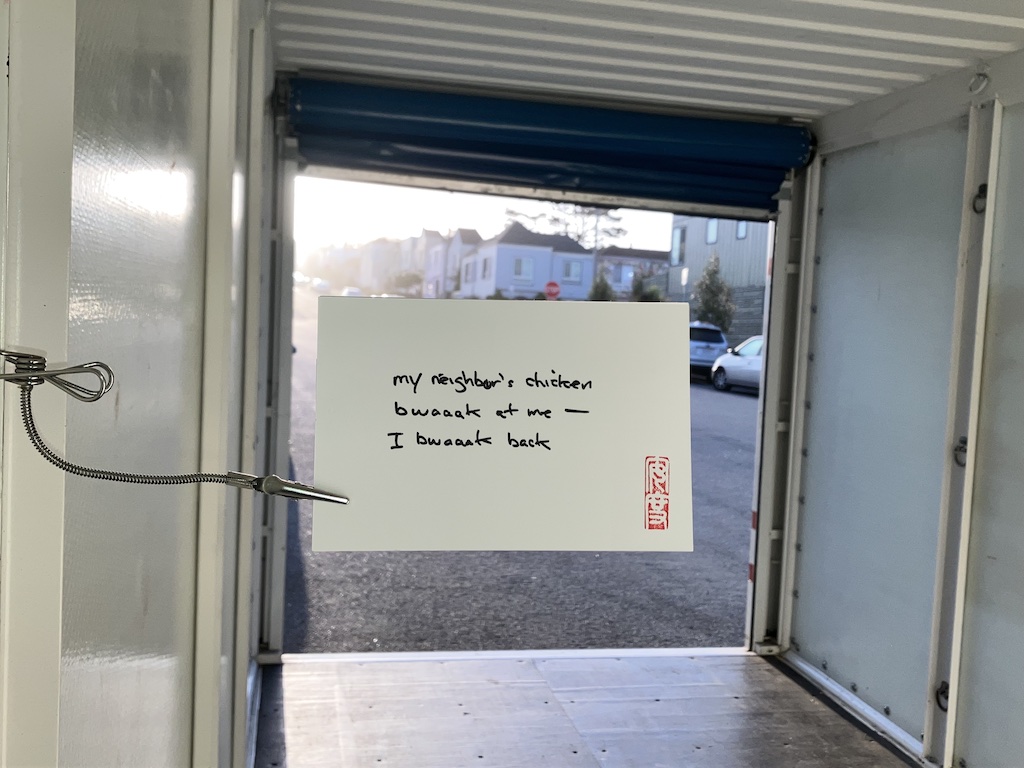 my neighbor's chicken
bwaaak at me —
I bwaaak back